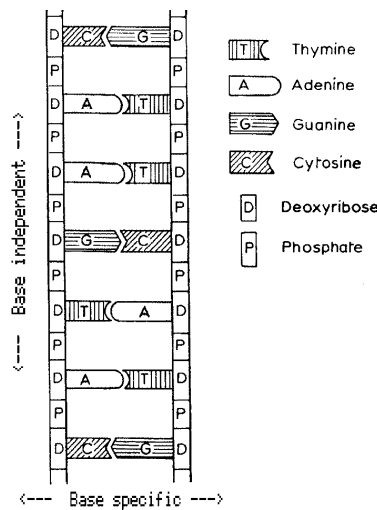 <--- Base independent --->
D C G D
P P
D A T D
P P
D A T D
P P
D G C D
P P
D T A D
P P
D A T D
P P
D C G D
<--- Base specific --->
T Thymine
A Adenine
G Guanine
C Cytosine
D Deoxyribose
P Phosphate